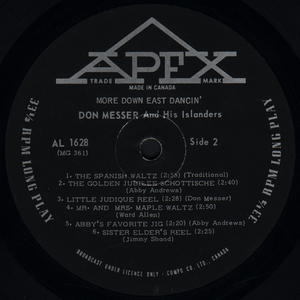 APEX
TRADE MARK
MADE IN CANADA
MORE DOWN EAST DANCIN'
DON MESSER And His Islanders
AL 1628
(MG 361)
Side 2
33⅓ RPM LONG PLAY
33⅓ RPM LONG PLAY
1- THE SPANISH WALTZ (2:55) (Traditional)
2- THE GOLDEN JUBILEE SCHOTTISCHE (2:40)
(Abby Andrews)
3- LITTLE JUDIQUE REEL (2:28) (Don Messer)
4- MR· AND· MRS· MAPLE WALTZ (2:50)
(Ward Allen)
5- ABBY'S FAVORITE JIG (2:20) (Abby Andrews)
6- SISTER ELDER'S REEL (2:25)
(Jimmy Shand)
BROADCAST UNDER LICENCE ONLY - COMPO CO. LTD., CANADA